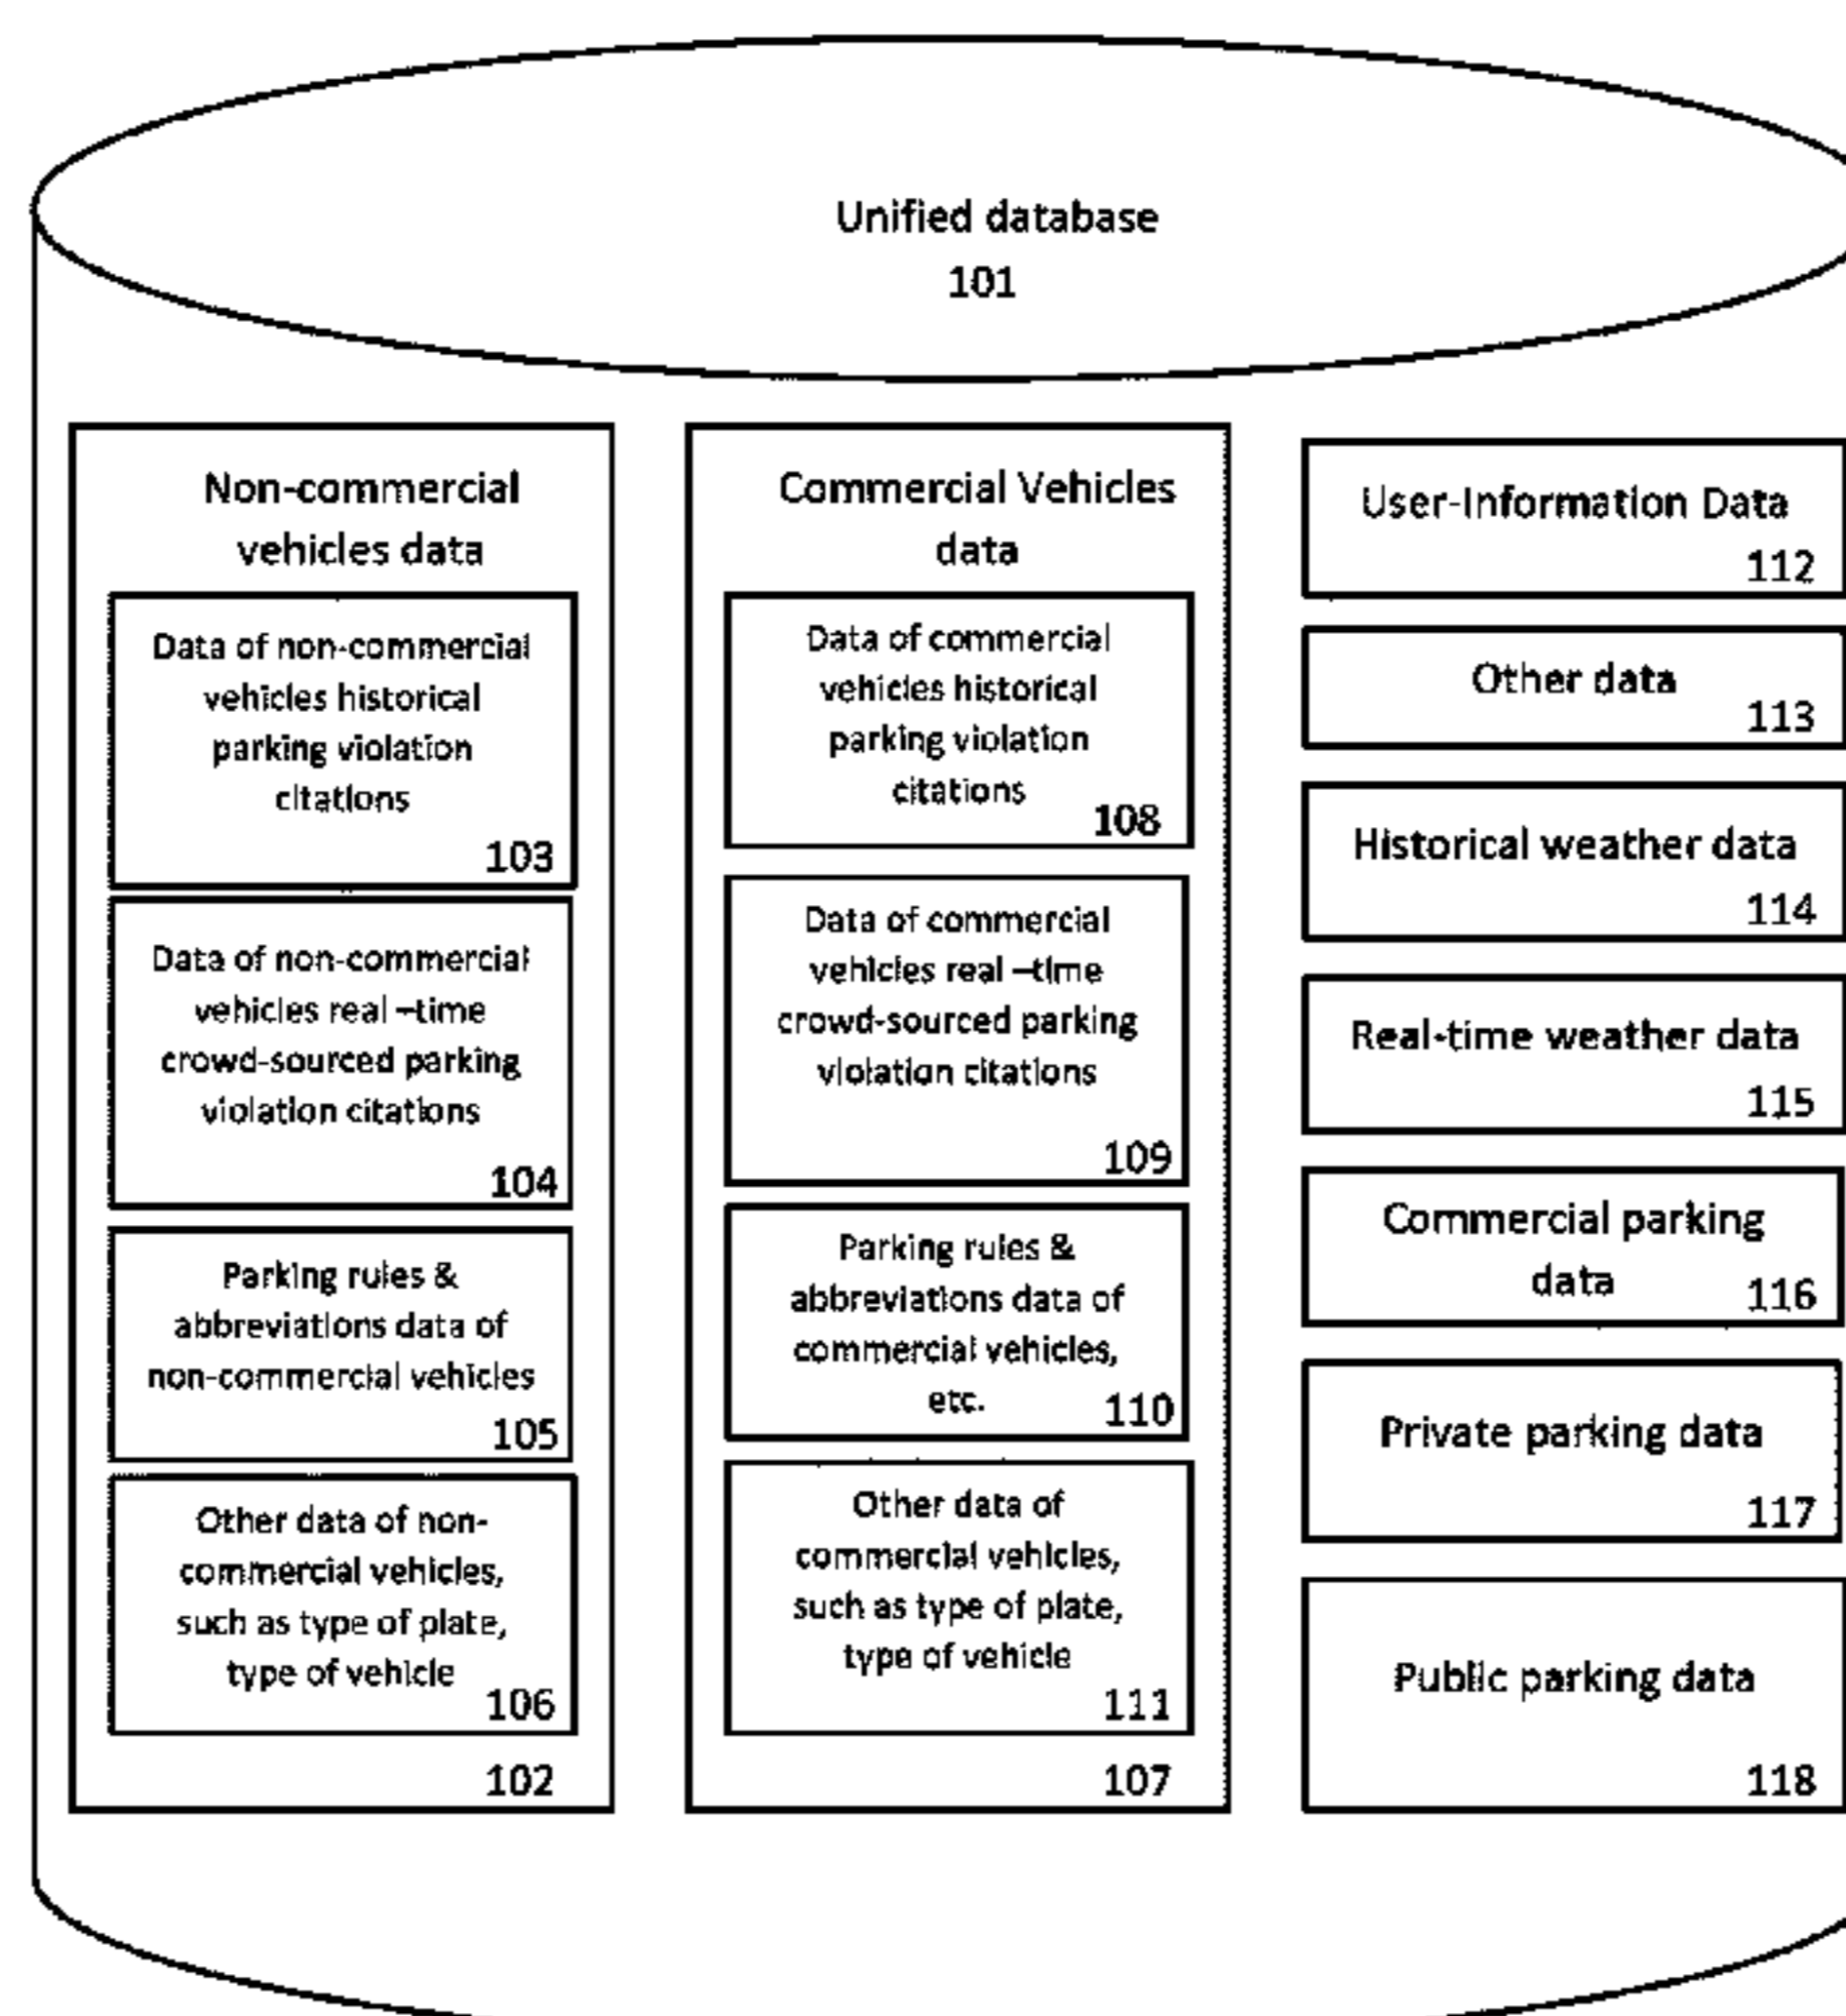 Unified database
101
Non-commercial
vehicles data
Data of non-commercial
vehicles historical
parking violation
citations
103
Data of non-commercial
vehicles real –time
crowd-sourced parking
violation citations
104
Parking rules &
abbreviations data of
non-commercial vehicles
105
Other data of non-
commercial vehicles,
such as type of plate,
type of vehicle
106
102
Commercial Vehicles
data
Data of commercial
vehicles historical
parking violation
citations
108
Data of commercial
vehicles real –time
crowd-sourced parking
violation citations
109
Parking rules &
abbreviations data of
commercial vehicles,
etc.
110
Other data of
commercial vehicles,
such as type of plate,
type of vehicle
111
107
User-Information Data
112
Other data
113
Historical weather data
114
Real-time weather data
115
Commercial parking
data
116
Private parking data
117
Public parking data
118